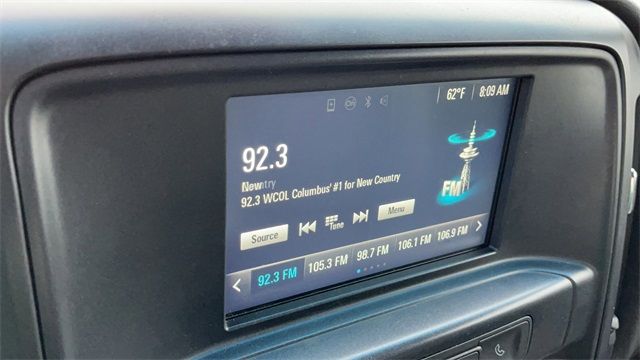 62°F 8:09 AM
92.3
New
92.3 WCOL Columbus' #1 for New Country
FM
Source
Tune
Menu
92.3 FM 105.3 FM 98.7 FM 106.1 FM 106.9 FM